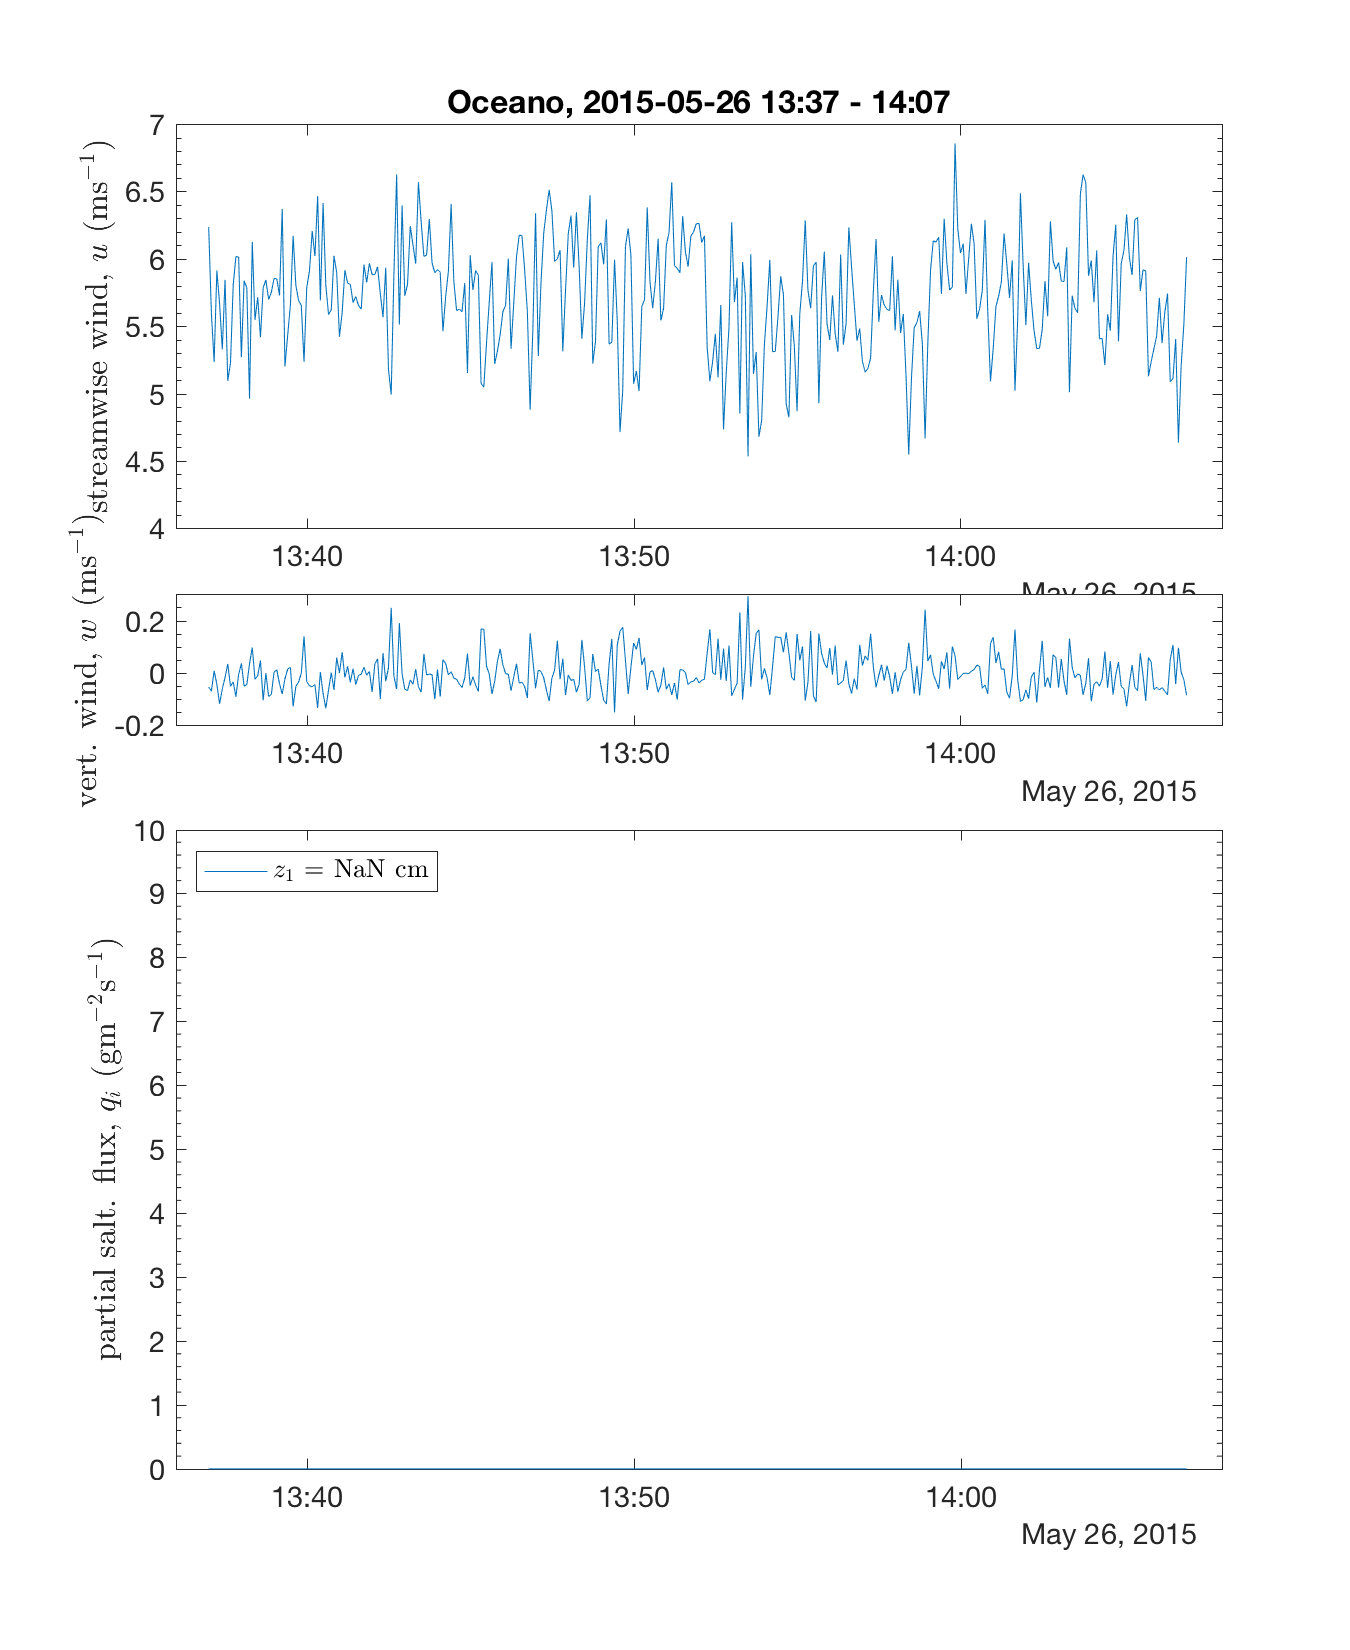 Oceano, 2015-05-26 13:37 - 14:07
streamwise wind, u (ms⁻¹)
7
6.5
6
5.5
5
4.5
4
13:40 13:50 14:00
May 26, 2015
vert. wind, w (ms⁻¹)
0.2
0
-0.2
13:40 13:50 14:00
May 26, 2015
partial salt. flux, qᵢ (gm⁻²s⁻¹)
10
9
8
7
6
5
4
3
2
1
0
z₁ = NaN cm
13:40 13:50 14:00
May 26, 2015